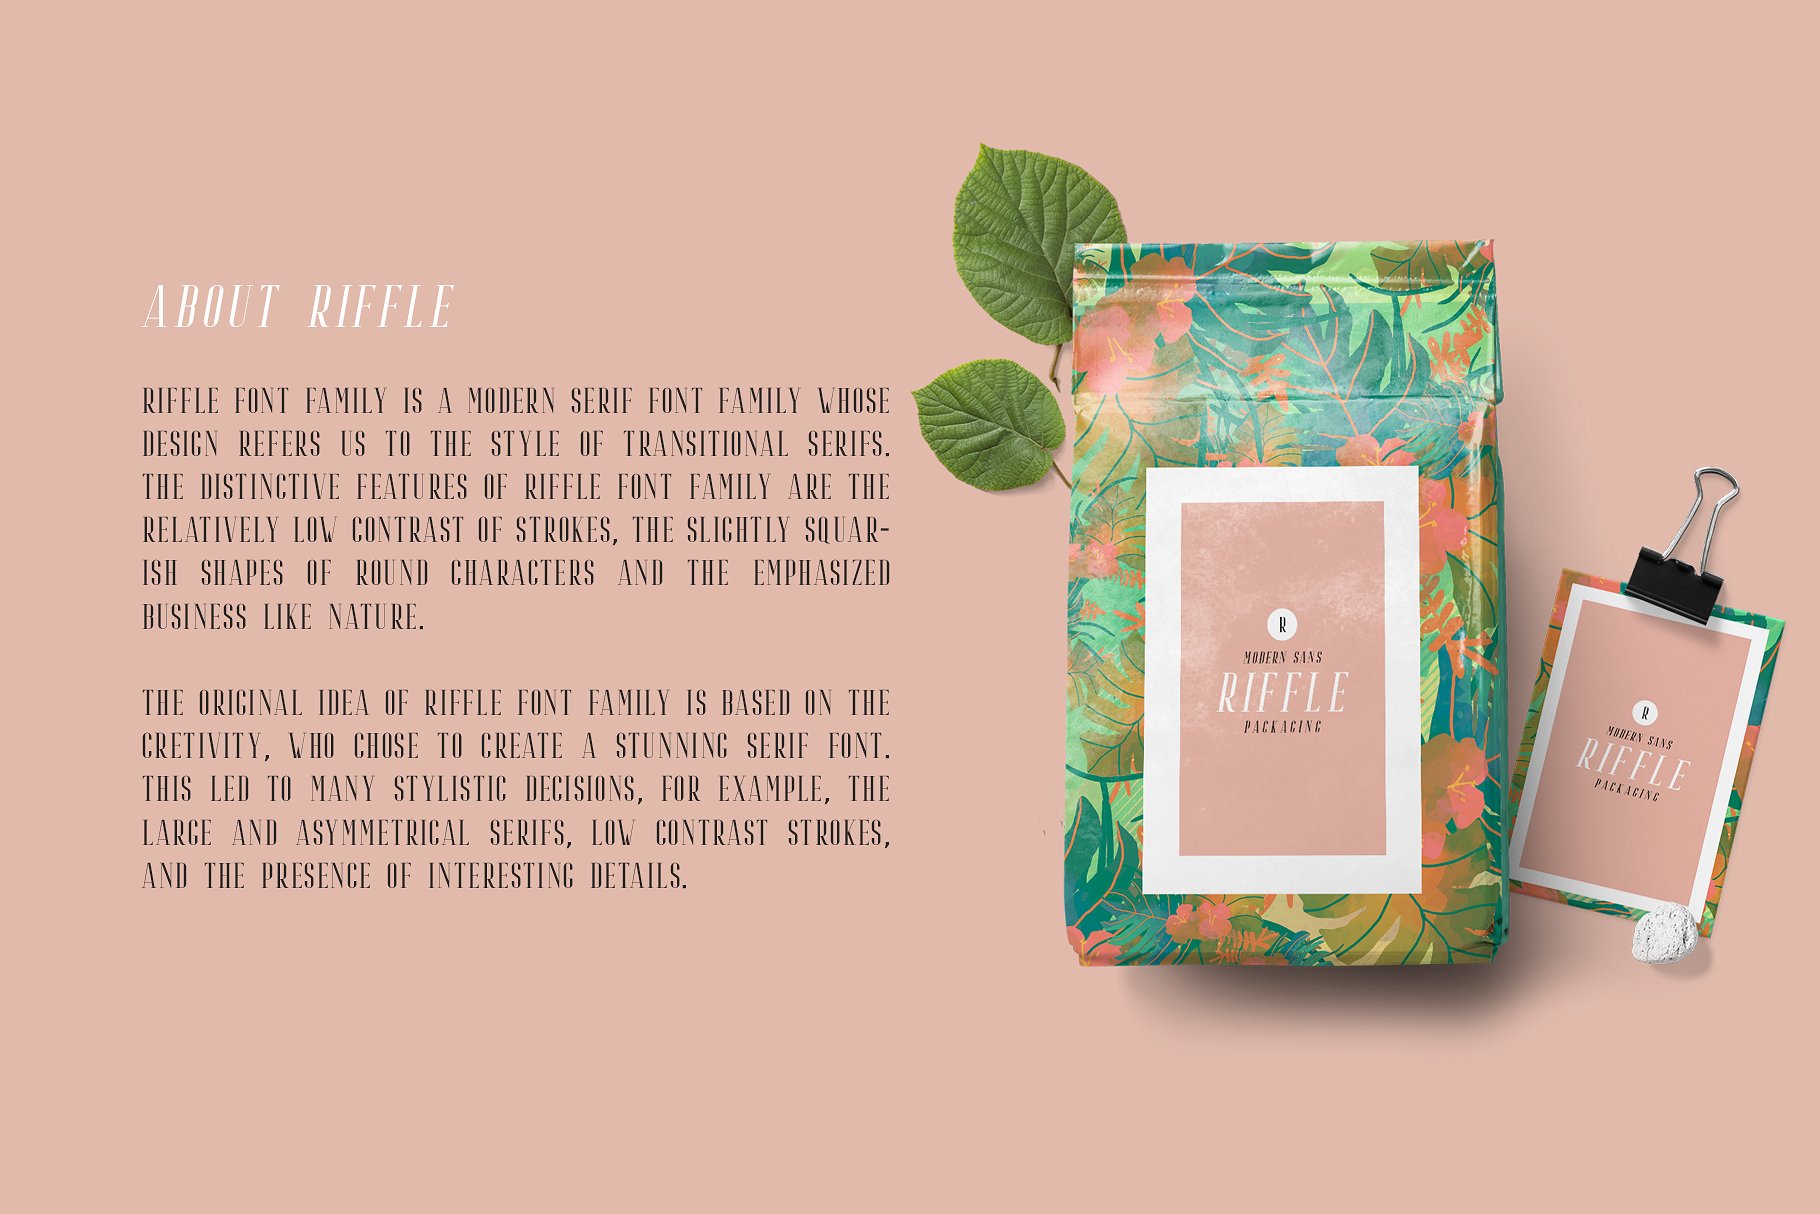 ABOUT RIFFLE
RIFFLE FONT FAMILY IS A MODERN SERIF FONT FAMILY WHOSE
DESIGN REFERS US TO THE STYLE OF TRANSITIONAL SERIFS.
THE DISTINCTIVE FEATURES OF RIFFLE FONT FAMILY ARE THE
RELATIVELY LOW CONTRAST OF STROKES, THE SLIGHTLY SQUAR-
ISH SHAPES OF ROUND CHARACTERS AND THE EMPHASIZED
BUSINESS LIKE NATURE.
THE ORIGINAL IDEA OF RIFFLE FONT FAMILY IS BASED ON THE
CRETIVITY, WHO CHOSE TO CREATE A STUNNING SERIF FONT.
THIS LED TO MANY STYLISTIC DECISIONS, FOR EXAMPLE, THE
LARGE AND ASYMMETRICAL SERIFS, LOW CONTRAST STROKES,
AND THE PRESENCE OF INTERESTING DETAILS.
R
MODERN SANS
RIFFLE
PACKAGING
R
MODERN SANS
RIFFLE
PACKAGING